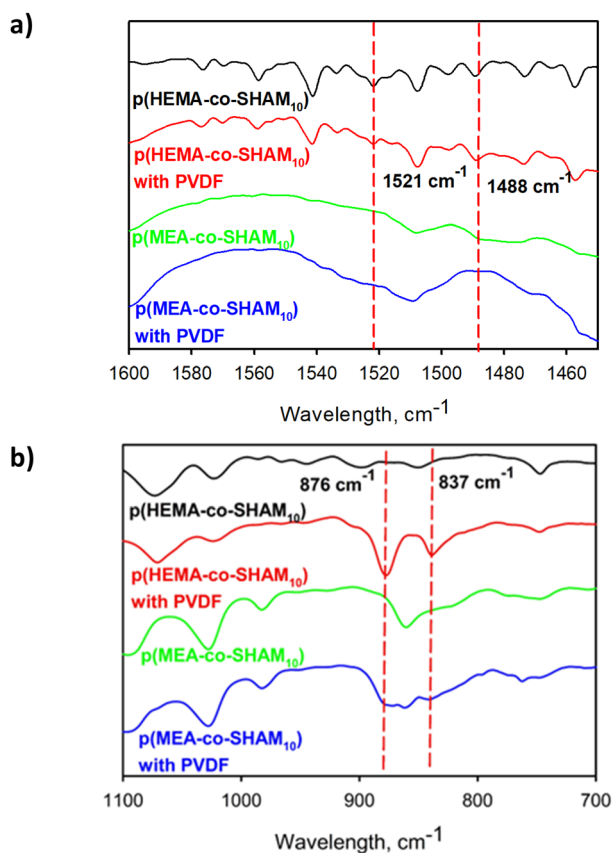 a)
p(HEMA-co-SHAM10)
p(HEMA-co-SHAM10)
with PVDF
1521 cm-1
1488 cm-1
p(MEA-co-SHAM10)
p(MEA-co-SHAM10)
with PVDF
1600 1580 1560 1540 1520 1500 1480 1460
Wavelength, cm-1
b)
876 cm-1
837 cm-1
p(HEMA-co-SHAM10)
p(HEMA-co-SHAM10)
with PVDF
p(MEA-co-SHAM10)
p(MEA-co-SHAM10)
with PVDF
1100 1000 900 800 700
Wavelength, cm-1